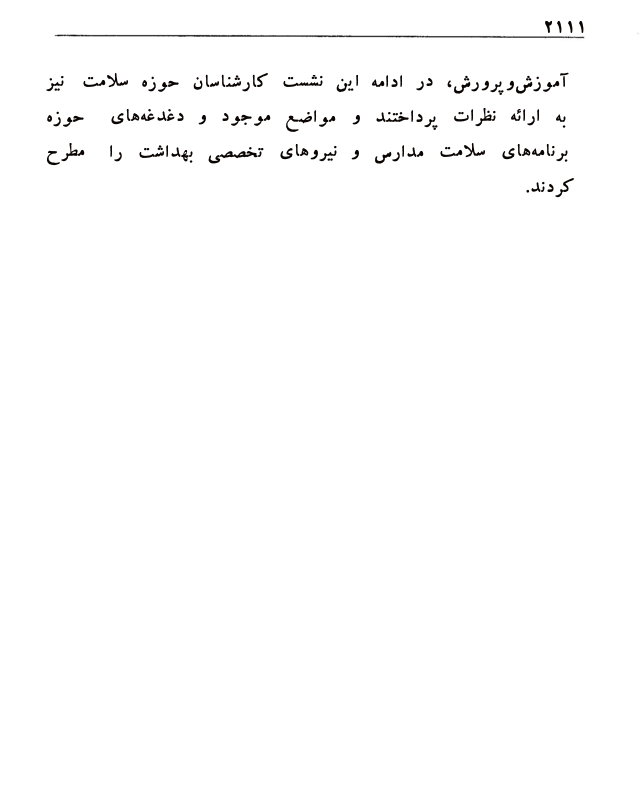 ۲۱۱۱
آموزش‌وپرورش، در ادامه این نشست کارشناسان حوزه سلامت نیز
به ارائه نظرات پرداختند و مواضع موجود و دغدغه‌های حوزه
برنامه‌های سلامت مدارس و نیروهای تخصصی بهداشت را مطرح
کردند.